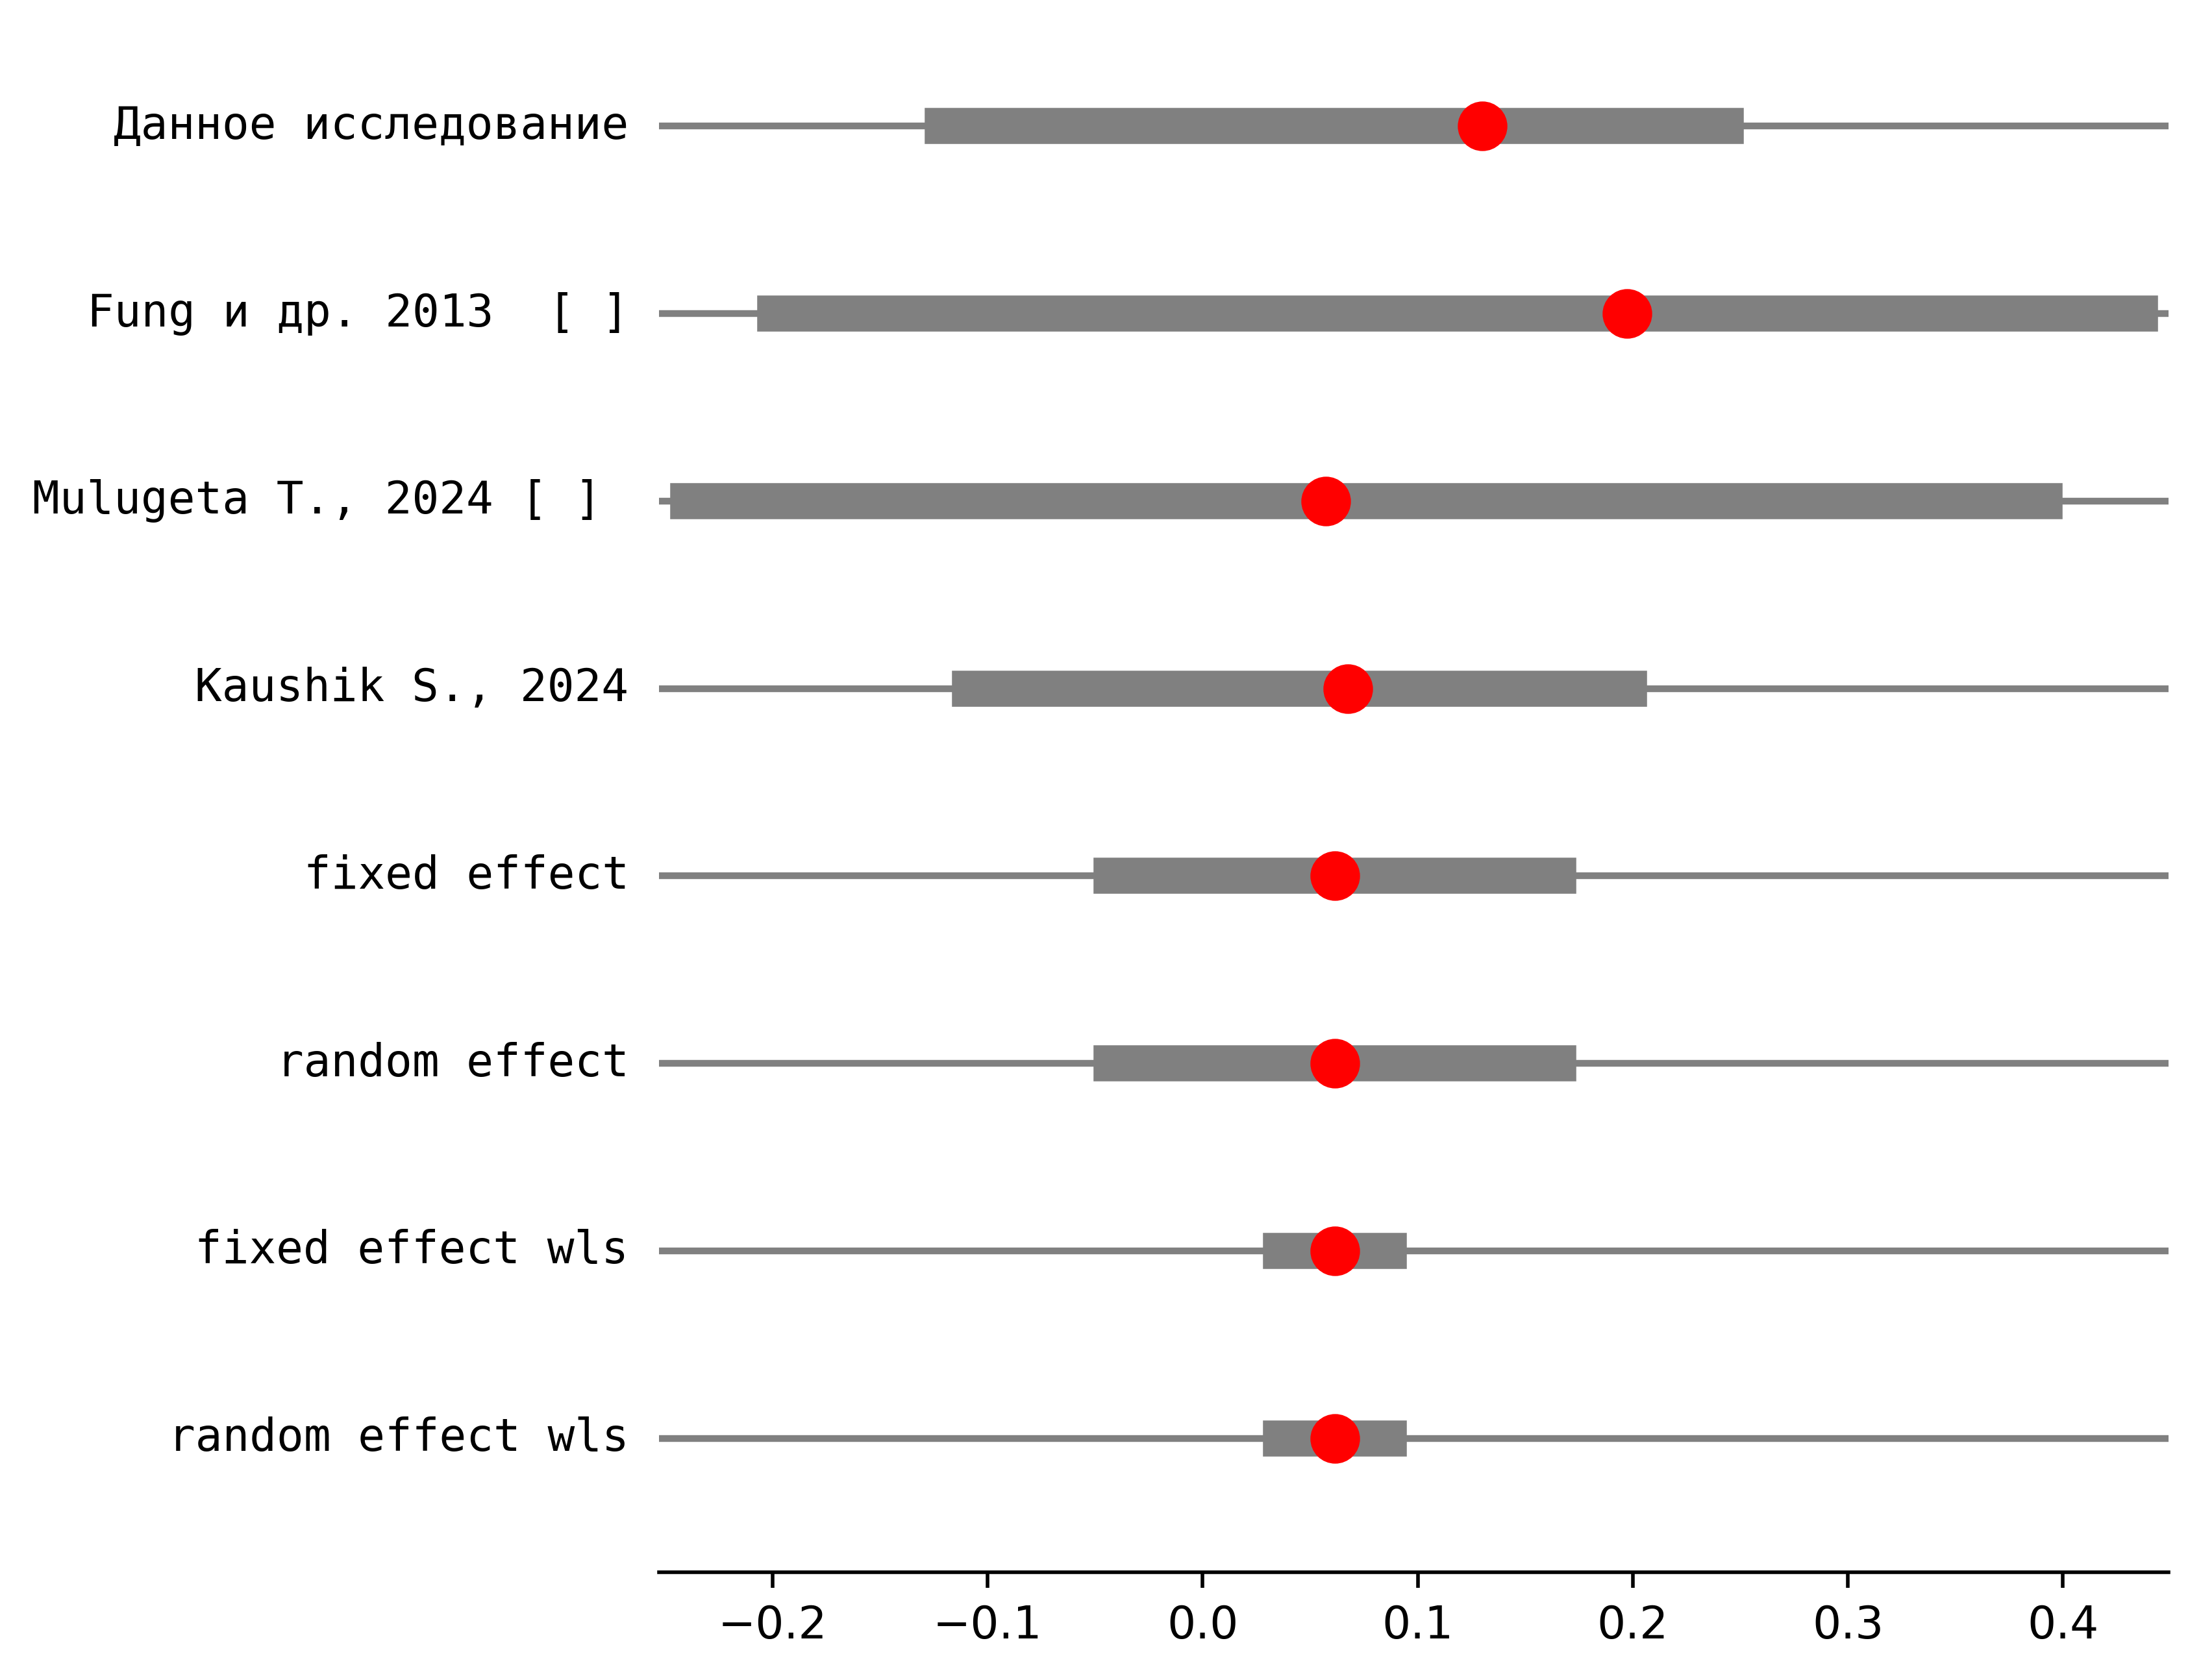 Данное исследование
Fung и др. 2013  [ ]
Mulugeta T., 2024 [ ]
Kaushik S., 2024
fixed effect
random effect
fixed effect wls
random effect wls
−0.2 −0.1 0.0 0.1 0.2 0.3 0.4